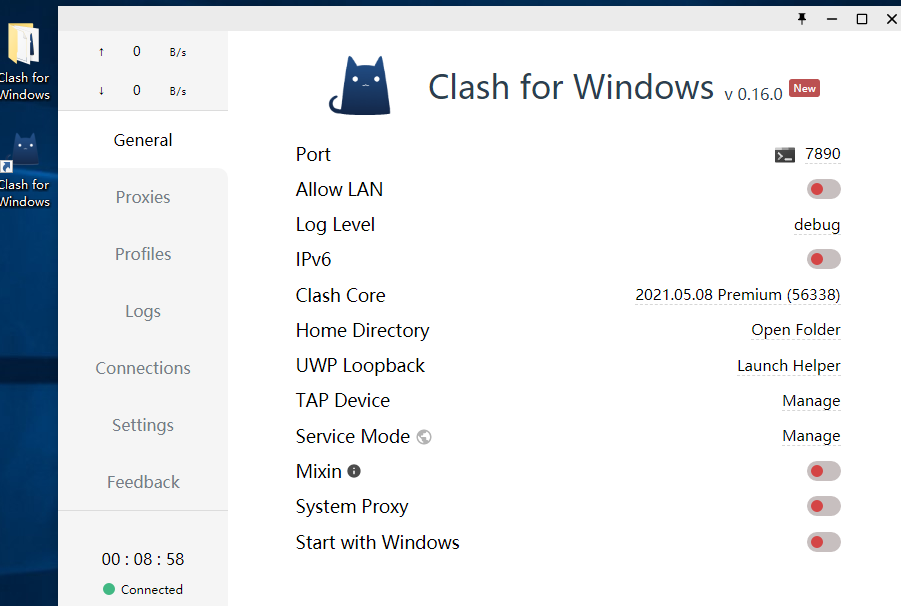 Clash for
Windows
Clash for
Windows
↑ 0 B/s
↓ 0 B/s
General
Proxies
Profiles
Logs
Connections
Settings
Feedback
00 : 08 : 58
Connected
Clash for Windows v 0.16.0 New
Port 7890
Allow LAN
Log Level debug
IPv6
Clash Core 2021.05.08 Premium (56338)
Home Directory Open Folder
UWP Loopback Launch Helper
TAP Device Manage
Service Mode Manage
Mixin
System Proxy
Start with Windows